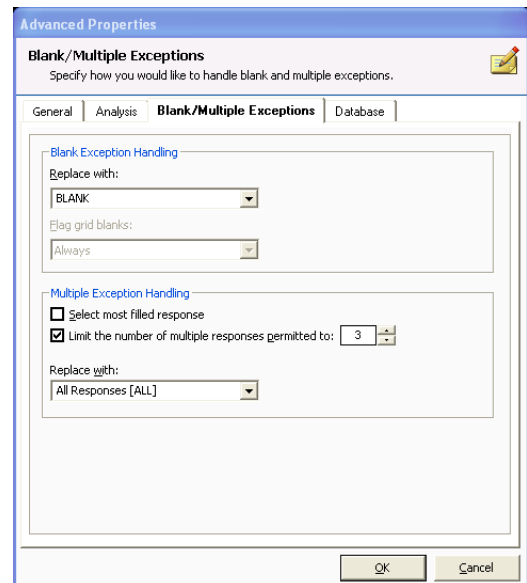 Advanced Properties
Blank/Multiple Exceptions
Specify how you would like to handle blank and multiple exceptions.
General Analysis Blank/Multiple Exceptions Database
Blank Exception Handling
Replace with:
BLANK
Flag grid blanks:
Always
Multiple Exception Handling
Select most filled response
Limit the number of multiple responses permitted to: 3
Replace with:
All Responses [ALL]
OK Cancel